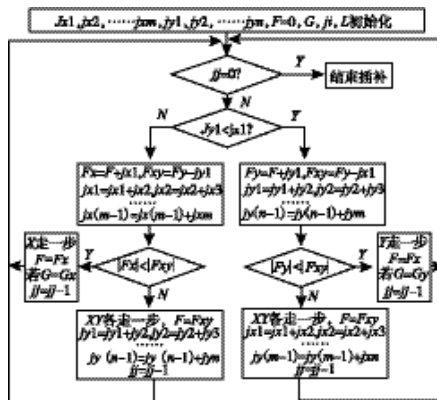 Jx1, jx2, ……jxm, jy1, jy2, ……jyn, F=0, G, ji, L初始化
jj=0?
Y
结束插补
N
N
Jy1<jx1?
Y
Fx=F+jx1,Fxy=Fy-jy1
jx1=jx1+jx2,jx2=jx2+jx3
……
jx(m-1)=jx(m-1)+jxm
Fy=F+jy1,Fxy=Fy-jx1
jy1=jy1+jy2,jy2=jy2+jy3
……
jy(n-1)=jy(n-1)+jym
X走一步
F=Fx
若G=Gx
jj=jj-1
Y
|Fx|<|Fxy|
N
|Fy|<|Fxy|
Y
N
Y走一步
F=Fx
若G=Gy
jj=jj-1
XY各走一步, F=Fxy
jy1=jy1+jy2,jy2=jy2+jy3
……
jy (n-1)=jy (n-1)+jym
jj=jj-1
XY各走一步, F=Fxy
jx1=jx1+jx2,jx2=jx2+jx3
……
jy(m-1)=jy(m-1)+jxm
jj=jj-1